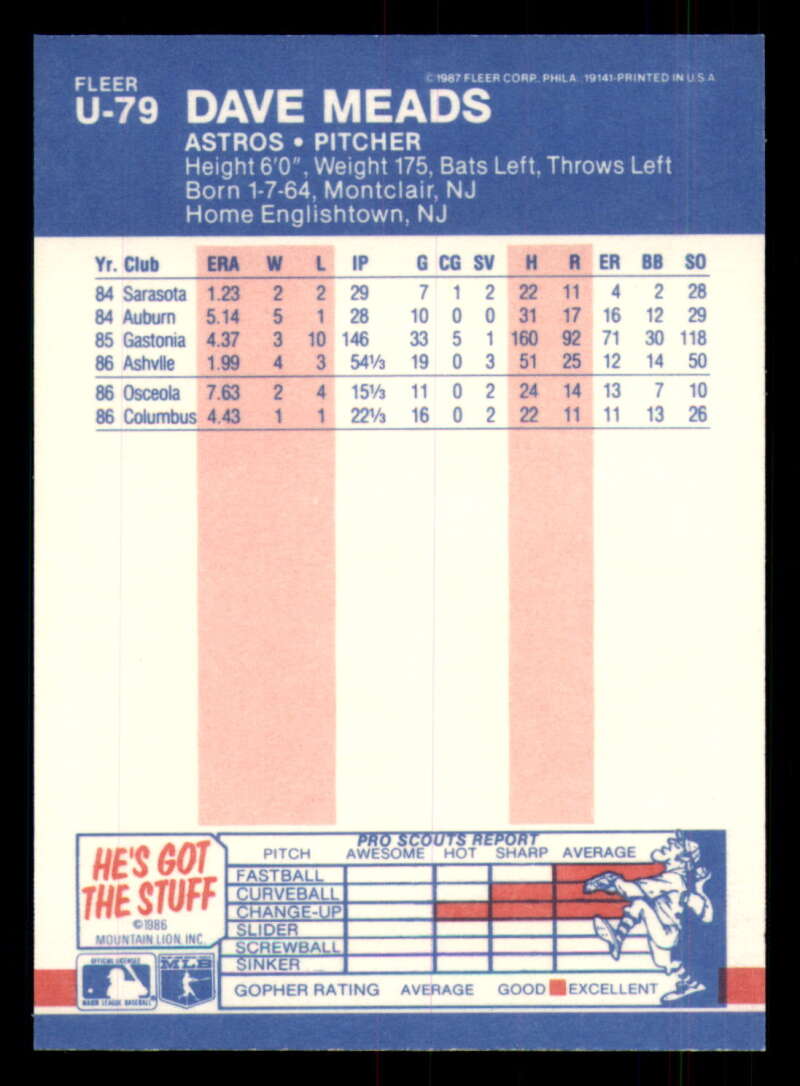 FLEER
©1987 FLEER CORP. PHILA. 19141-PRINTED IN U.S.A.
U-79 DAVE MEADS
ASTROS • PITCHER
Height 6'0", Weight 175, Bats Left, Throws Left
Born 1-7-64, Montclair, NJ
Home Englishtown, NJ
Yr. Club ERA W L IP G CG SV H R ER BB SO
84 Sarasota 1.23 2 2 29 7 1 2 22 11 4 2 28
84 Auburn 5.14 5 1 28 10 0 0 31 17 16 12 29
85 Gastonia 4.37 3 10 146 33 5 1 160 92 71 30 118
86 Ashvlle 1.99 4 3 54⅓ 19 0 3 51 25 12 14 50
86 Osceola 7.63 2 4 15⅓ 11 0 2 24 14 13 7 10
86 Columbus 4.43 1 1 22⅓ 16 0 2 22 11 11 13 26
HE'S GOT
THE STUFF
©1986
MOUNTAIN LION, INC.
OFFICIAL LICENSEE
MAJOR LEAGUE BASEBALL
MLB
PRO SCOUTS REPORT
PITCH AWESOME HOT SHARP AVERAGE
FASTBALL
CURVEBALL
CHANGE-UP
SLIDER
SCREWBALL
SINKER
GOPHER RATING AVERAGE GOOD EXCELLENT